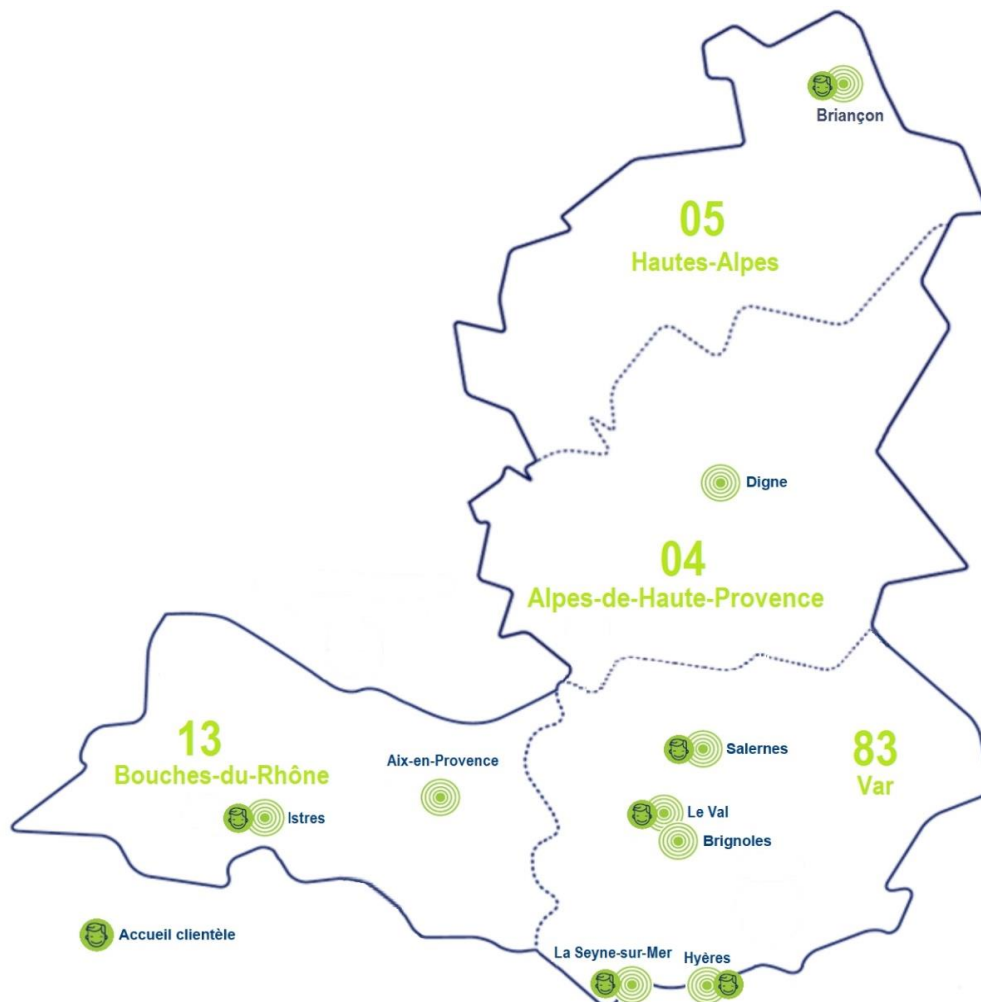 Briançon
05
Hautes-Alpes
Digne
04
Alpes-de-Haute-Provence
13
Bouches-du-Rhône
Aix-en-Provence
Istres
Salernes
83
Var
Le Val
Brignoles
Accueil clientèle
La Seyne-sur-Mer
Hyères